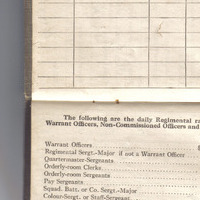 The following are the daily Regimental
Warrant Officers, Non-Commissioned Officers and
Warrant Officers
Regimental Sergt.-Major if not a Warrant Officer
Quartermaster-Sergeants
Orderly-room Clerks
Orderly-room Sergeants
Pay Sergeants
Squad. Batt. or Co. Sergt.-Major
Colour-Sergt. or Staff-Sergeant